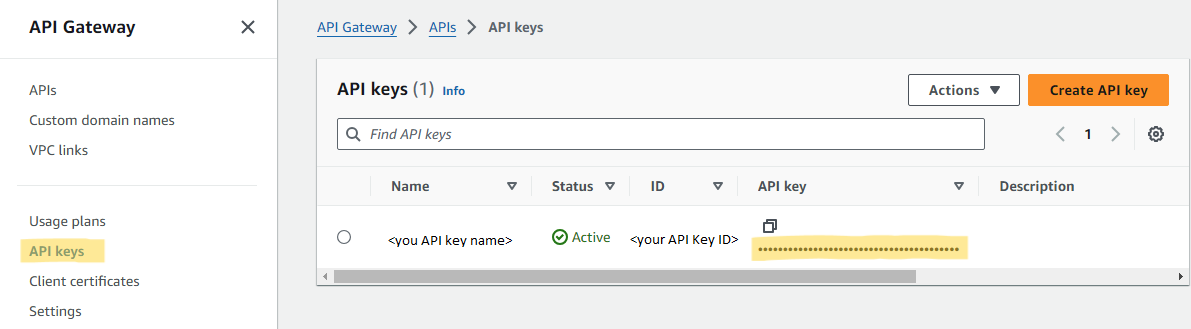 API Gateway
APIs
Custom domain names
VPC links
Usage plans
API keys
Client certificates
Settings
API Gateway > APIs > API keys
API keys (1) Info
Actions
Create API key
Find API keys
1
Name Status ID API key Description
<you API key name> Active <your API Key ID> ••••••••••••••••••••••••••••••••••••••••